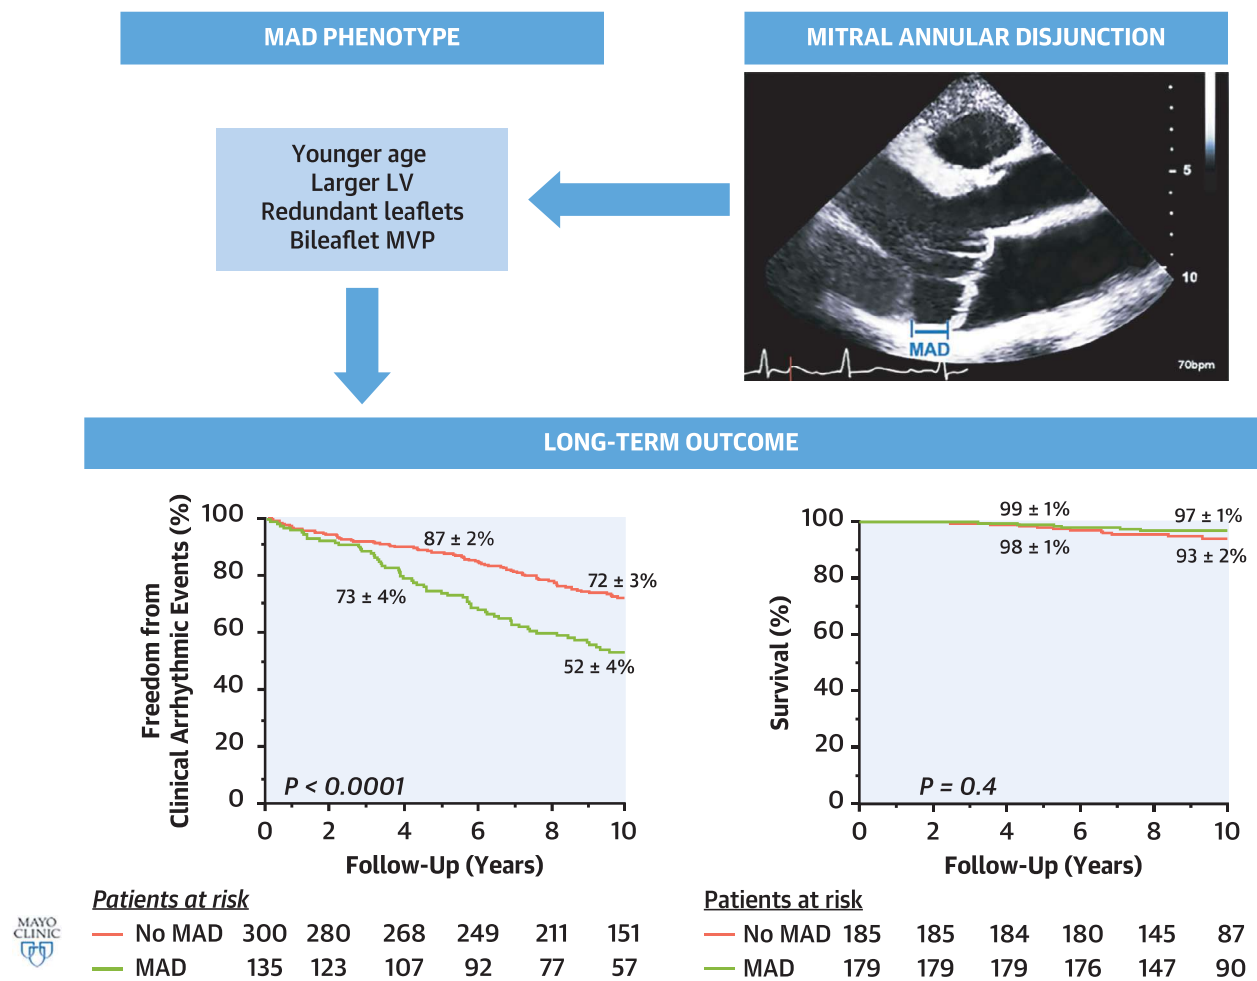 MAD PHENOTYPE
MITRAL ANNULAR DISJUNCTION
Younger age
Larger LV
Redundant leaflets
Bileaflet MVP
5
10
MAD
70bpm
LONG-TERM OUTCOME
Freedom from
Clinical Arrhythmic Events (%)
100
80
60
40
20
0
87 ± 2%
72 ± 3%
73 ± 4%
52 ± 4%
P < 0.0001
0 2 4 6 8 10
Follow-Up (Years)
Survival (%)
100
80
60
40
20
0
99 ± 1%
97 ± 1%
98 ± 1%
93 ± 2%
P = 0.4
0 2 4 6 8 10
Follow-Up (Years)
Patients at risk
No MAD 300 280 268 249 211 151
MAD 135 123 107 92 77 57
Patients at risk
No MAD 185 185 184 180 145 87
MAD 179 179 179 176 147 90
MAYO
CLINIC